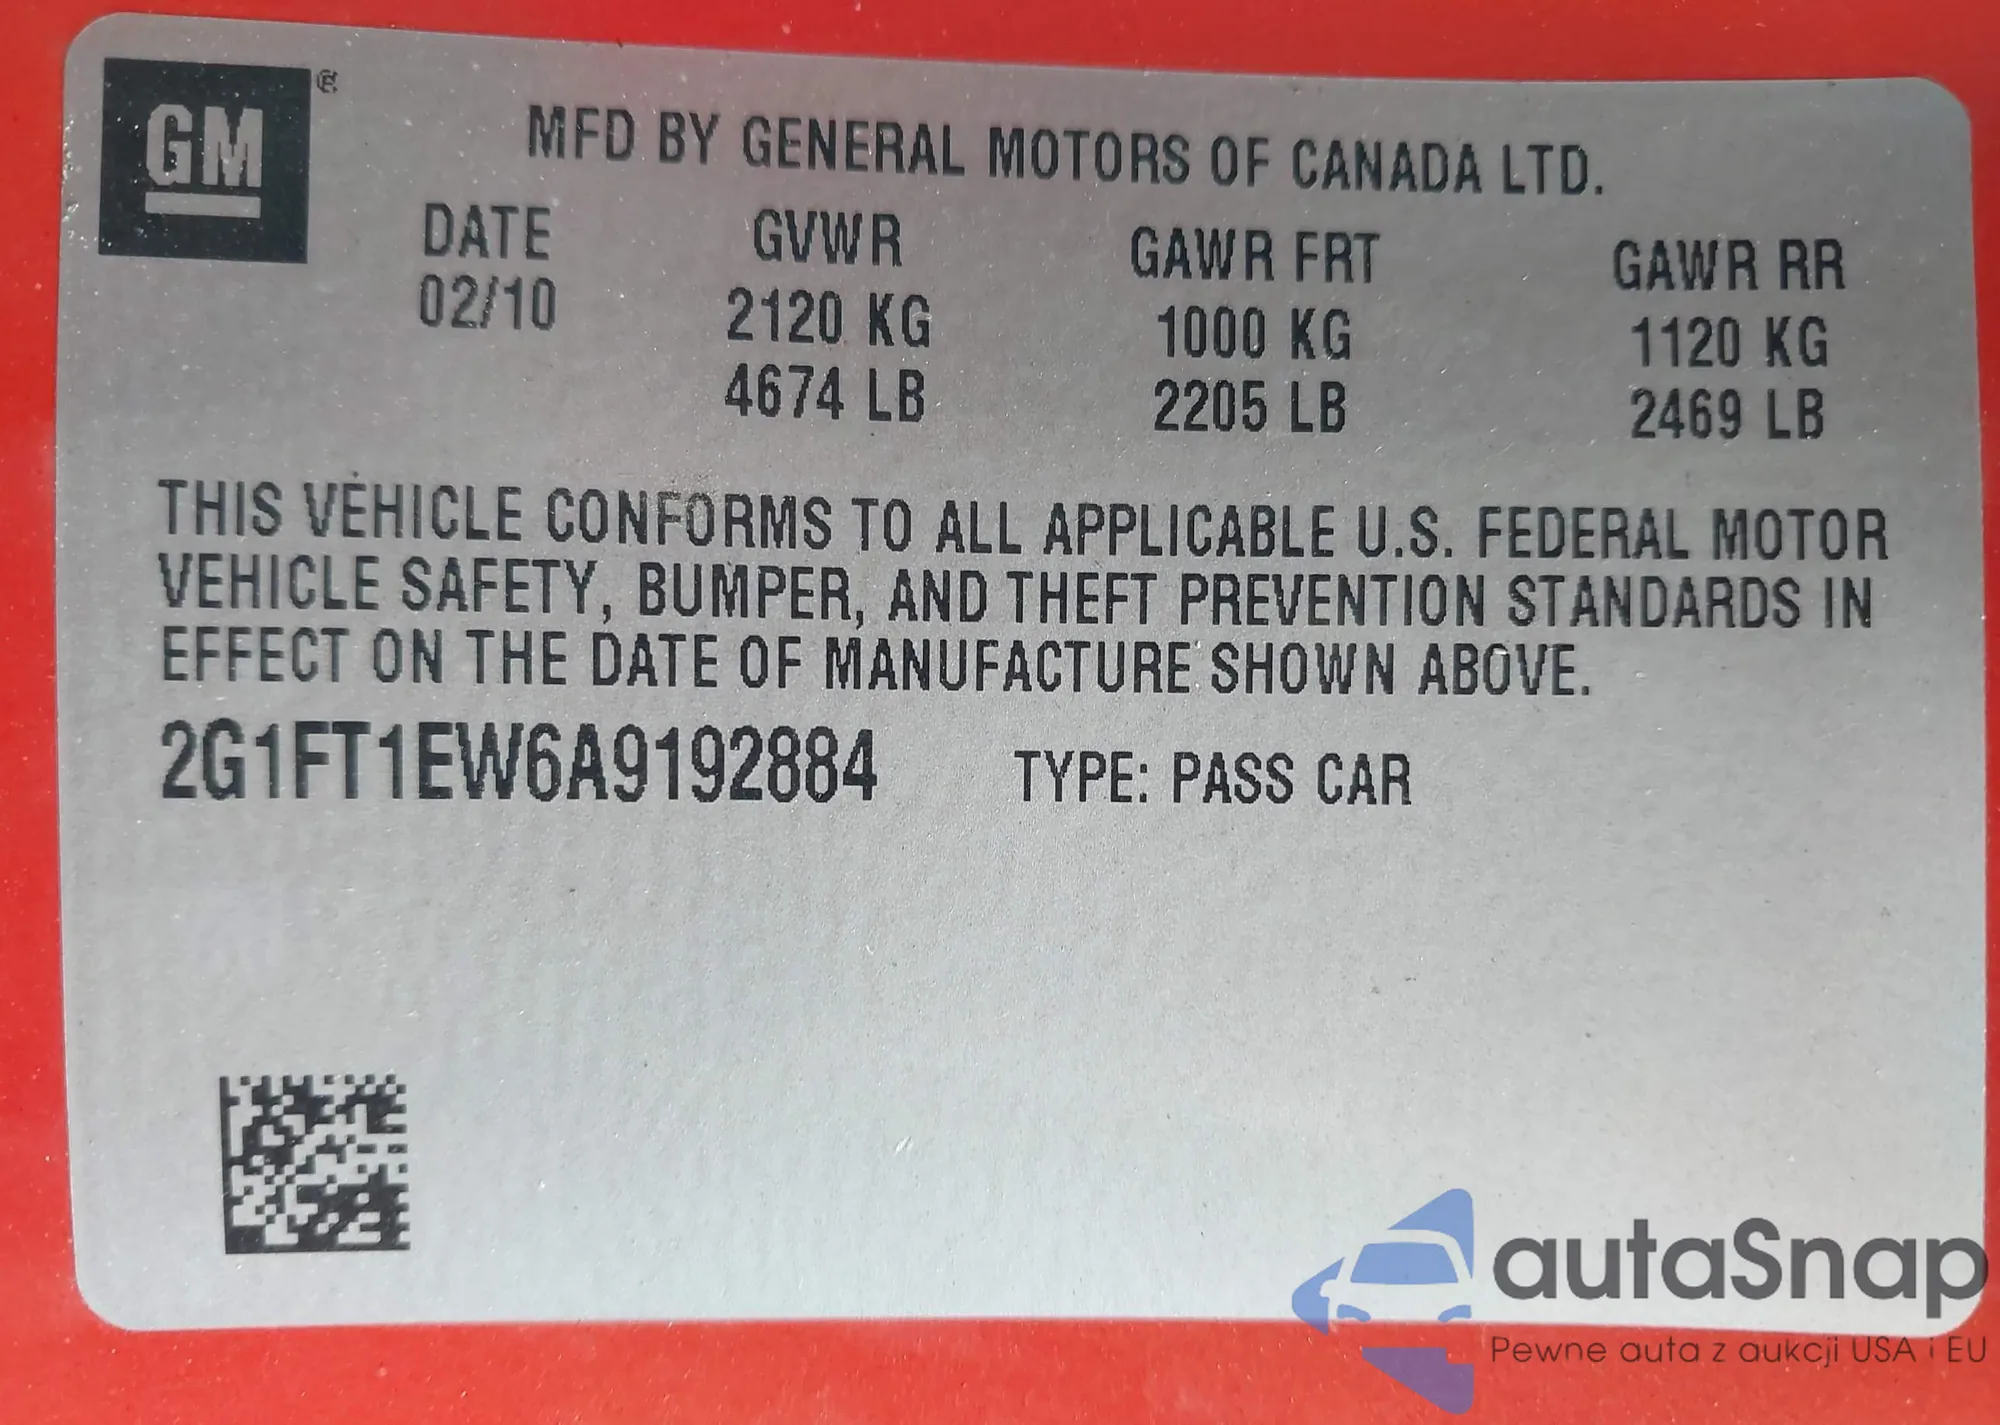 GM ®
MFD BY GENERAL MOTORS OF CANADA LTD.
DATE GVWR GAWR FRT GAWR RR
02/10 2120 KG 1000 KG 1120 KG
4674 LB 2205 LB 2469 LB
THIS VEHICLE CONFORMS TO ALL APPLICABLE U.S. FEDERAL MOTOR
VEHICLE SAFETY, BUMPER, AND THEFT PREVENTION STANDARDS IN
EFFECT ON THE DATE OF MANUFACTURE SHOWN ABOVE.
2G1FT1EW6A9192884 TYPE: PASS CAR
autaSnap
Pewne auta z aukcji USA i EU